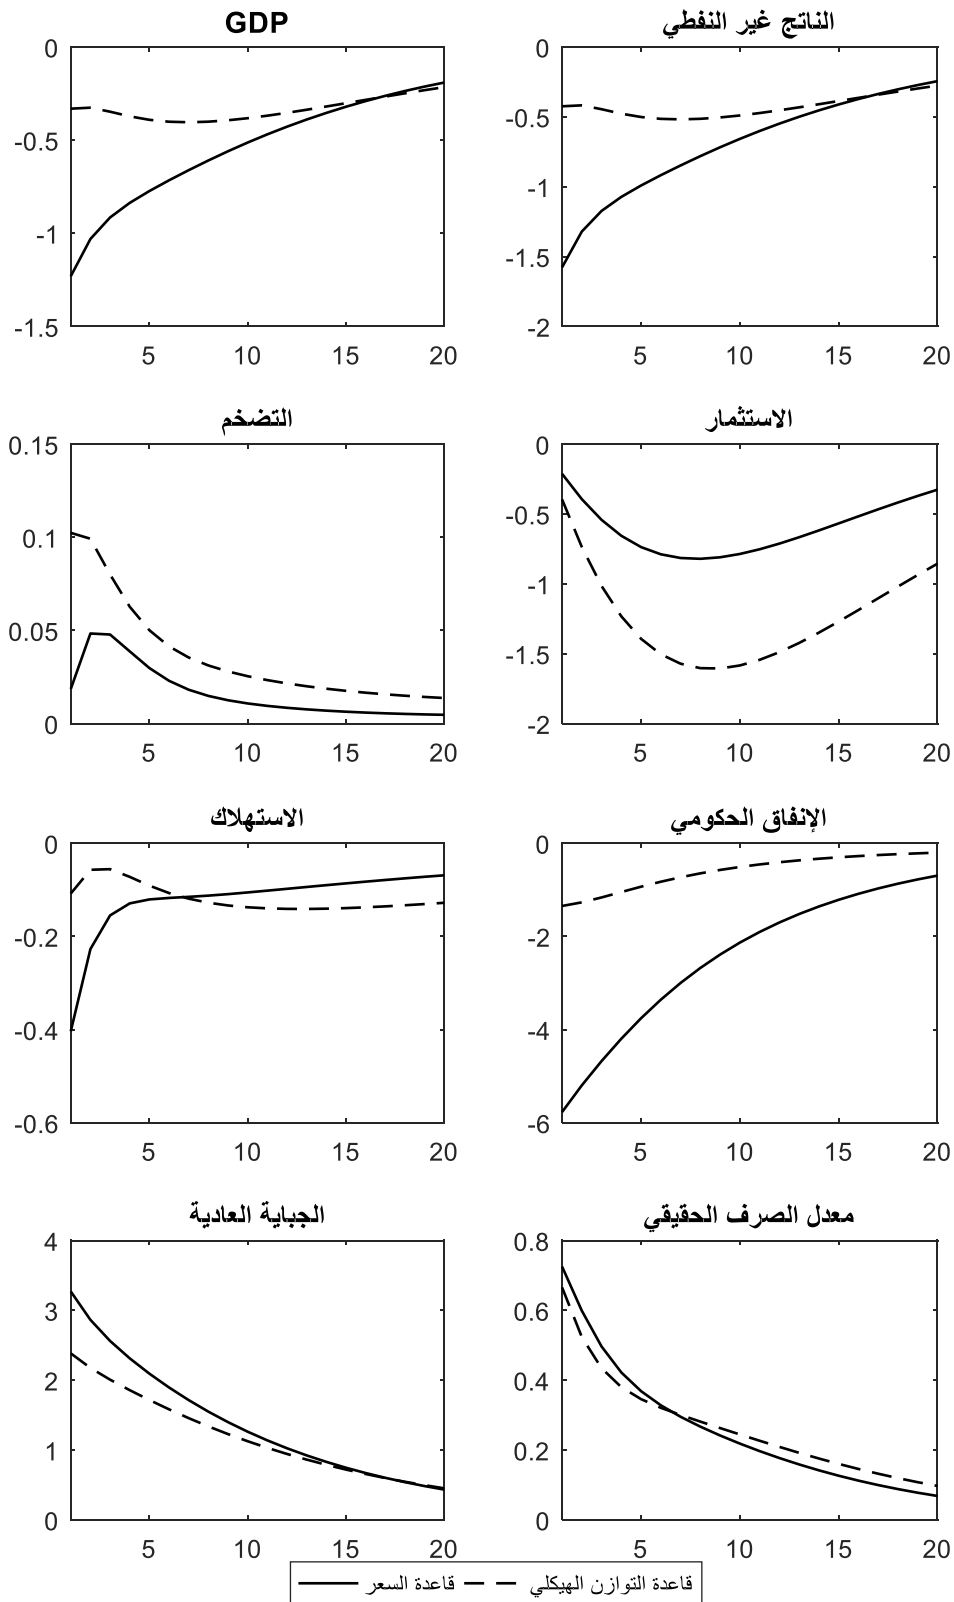 GDP
0
-0.5
-1
-1.5
5 10 15 20
الناتج غير النفطي
0
-0.5
-1
-1.5
-2
5 10 15 20
التضخم
0.15
0.1
0.05
0
5 10 15 20
الاستثمار
0
-0.5
-1
-1.5
-2
5 10 15 20
الاستهلاك
0
-0.2
-0.4
-0.6
5 10 15 20
الإنفاق الحكومي
0
-2
-4
-6
5 10 15 20
الجباية العادية
4
3
2
1
0
5 10 15 20
معدل الصرف الحقيقي
0.8
0.6
0.4
0.2
0
5 10 15 20
قاعدة السعر
قاعدة التوازن الهيكلي